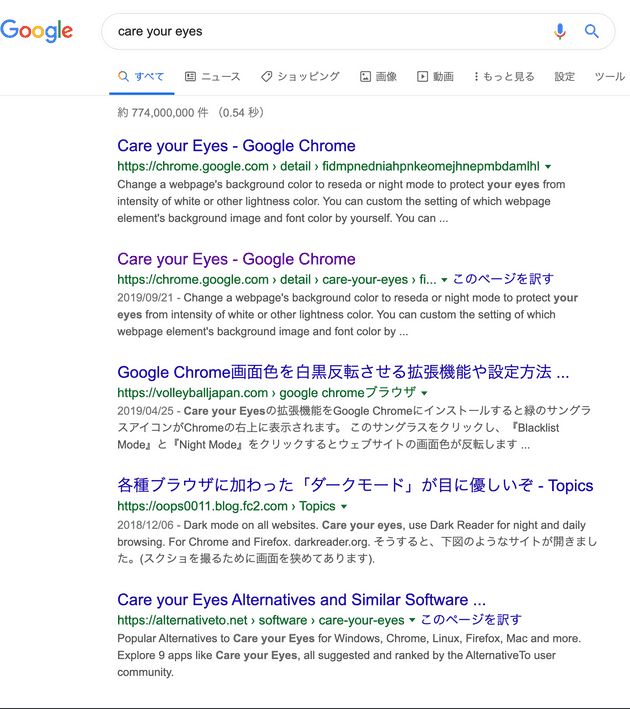 Google
care your eyes
すべて ニュース ショッピング 画像 動画 もっと見る 設定 ツール
約 774,000,000 件 （0.54 秒）
Care your Eyes - Google Chrome
https://chrome.google.com › detail › fidmpnedniahpnkeomejhnepmbdamlhl
Change a webpage's background color to reseda or night mode to protect your eyes from
intensity of white or other lightness color. You can custom the setting of which webpage
element's background image and font color by yourself. You can ...
Care your Eyes - Google Chrome
https://chrome.google.com › detail › care-your-eyes › fi... このページを訳す
2019/09/21 - Change a webpage's background color to reseda or night mode to protect your
eyes from intensity of white or other lightness color. You can custom the setting of which
webpage element's background image and font color by ...
Google Chrome画面色を白黒反転させる拡張機能や設定方法 ...
https://volleyballjapan.com › google chromeブラウザ
2019/04/25 - Care your Eyesの拡張機能をGoogle Chromeにインストールすると緑のサングラ
スアイコンがChromeの右上に表示されます。 このサングラスをクリックし、『Blacklist
Mode』と『Night Mode』をクリックするとウェブサイトの画面色が反転します ...
各種ブラウザに加わった「ダークモード」が目に優しいぞ - Topics
https://oops0011.blog.fc2.com › Topics
2018/12/06 - Dark mode on all websites. Care your eyes, use Dark Reader for night and daily
browsing. For Chrome and Firefox. darkreader.org. そうすると、下図のようなサイトが開きまし
た。(スクショを撮るために画面を狭めてあります).
Care your Eyes Alternatives and Similar Software ...
https://alternativeto.net › software › care-your-eyes このページを訳す
Popular Alternatives to Care your Eyes for Windows, Chrome, Linux, Firefox, Mac and more.
Explore 9 apps like Care your Eyes, all suggested and ranked by the AlternativeTo user
community.